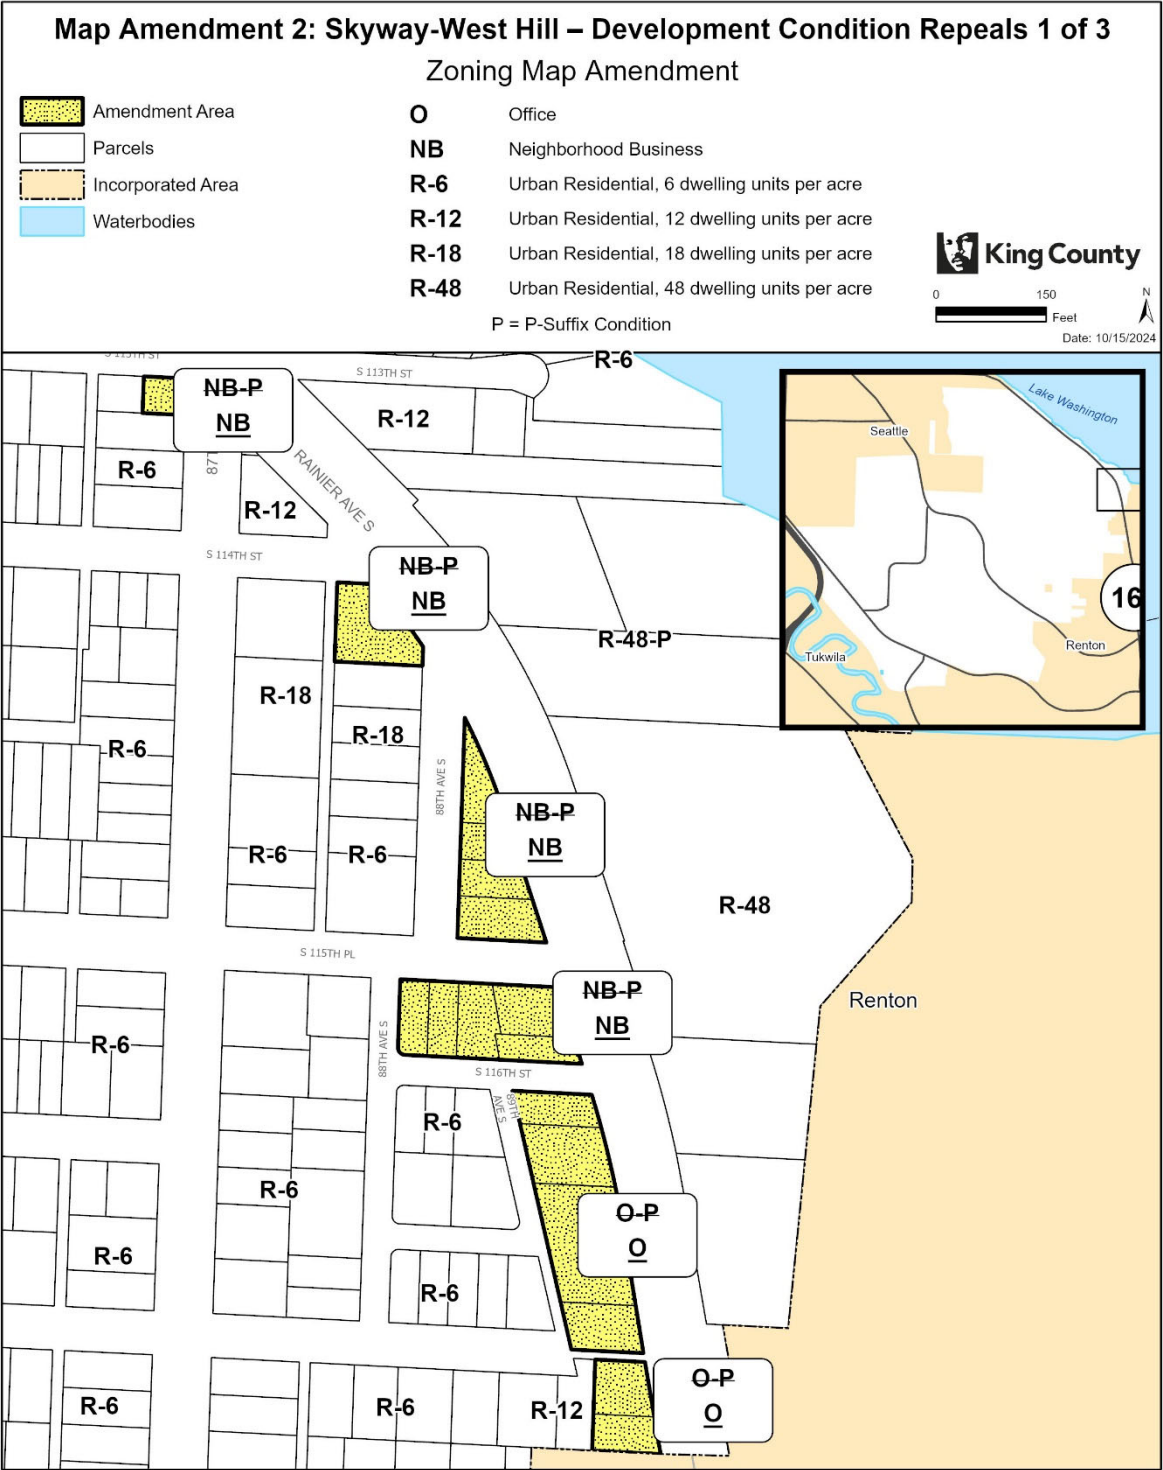 Map Amendment 2: Skyway-West Hill – Development Condition Repeals 1 of 3
Zoning Map Amendment
Amendment Area
Parcels
Incorporated Area
Waterbodies
O Office
NB Neighborhood Business
R-6 Urban Residential, 6 dwelling units per acre
R-12 Urban Residential, 12 dwelling units per acre
R-18 Urban Residential, 18 dwelling units per acre
R-48 Urban Residential, 48 dwelling units per acre
P = P-Suffix Condition
King County
0 150
Feet
N
Date: 10/15/2024
S 113TH ST
R-6
NB-P
NB
R-12
R-6
87T
RAINIER AVE S
R-12
S 114TH ST
NB-P
NB
R-48-P
R-18
R-18
R-6
88TH AVE S
NB-P
NB
R-6
R-6
R-48
S 115TH PL
NB-P
NB
Renton
R-6
88TH AVE S
S 116TH ST
89TH
AVE S
R-6
R-6
O-P
O
R-6
R-6
O-P
O
R-6
R-6
R-12
Lake Washington
Seattle
16
Renton
Tukwila